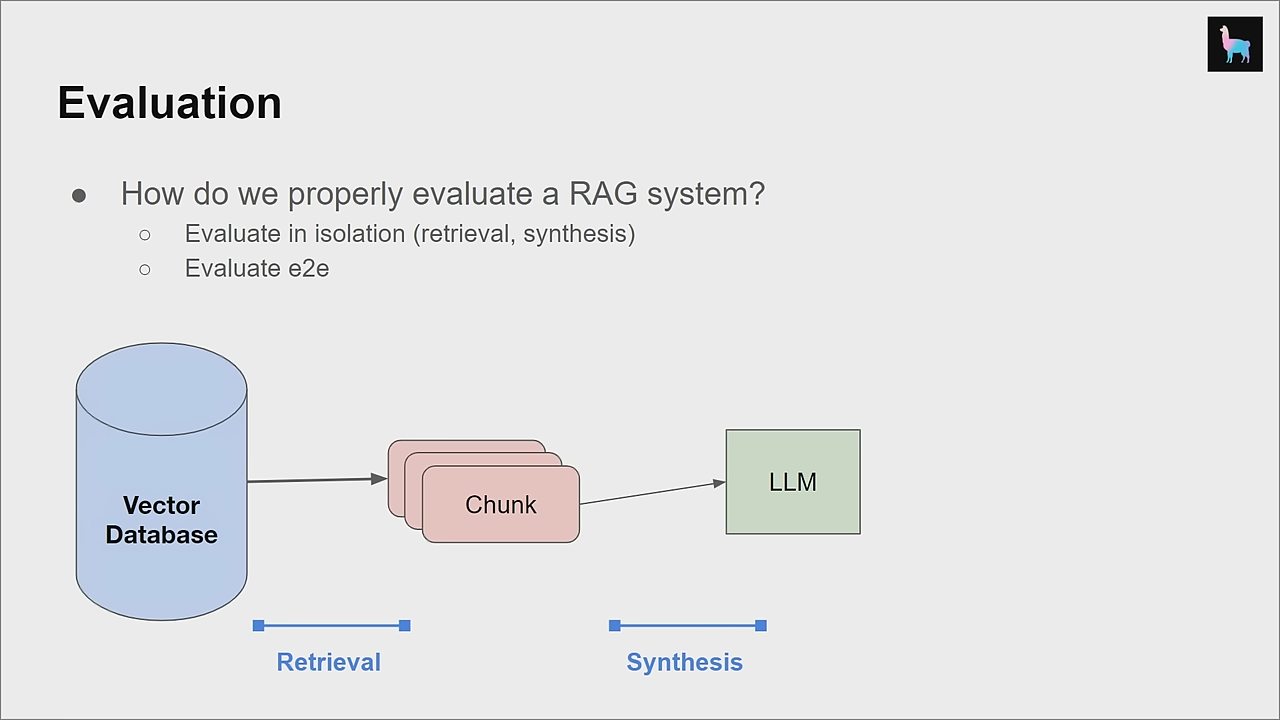 Evaluation
● How do we properly evaluate a RAG system?
○ Evaluate in isolation (retrieval, synthesis)
○ Evaluate e2e
Vector
Database
Chunk
LLM
Retrieval
Synthesis